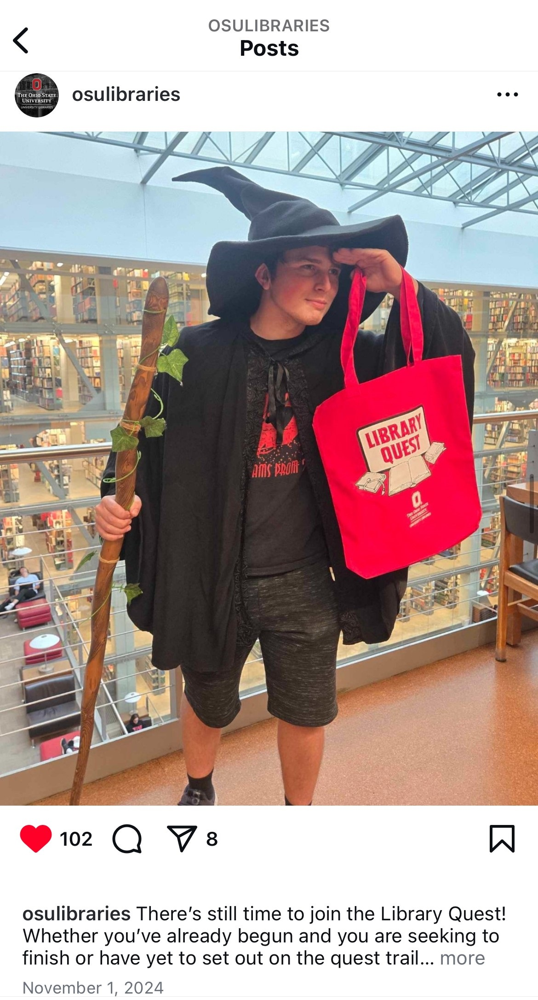 OSULIBRARIES
Posts
O
THE OHIO STATE
UNIVERSITY
UNIVERSITY LIBRARIES
osulibraries
LIBRARY
QUEST
AMS PROM
THE OHIO STATE
UNIVERSITY
UNIVERSITY LIBRARIES
102
8
osulibraries There’s still time to join the Library Quest!
Whether you’ve already begun and you are seeking to
finish or have yet to set out on the quest trail... more
November 1, 2024